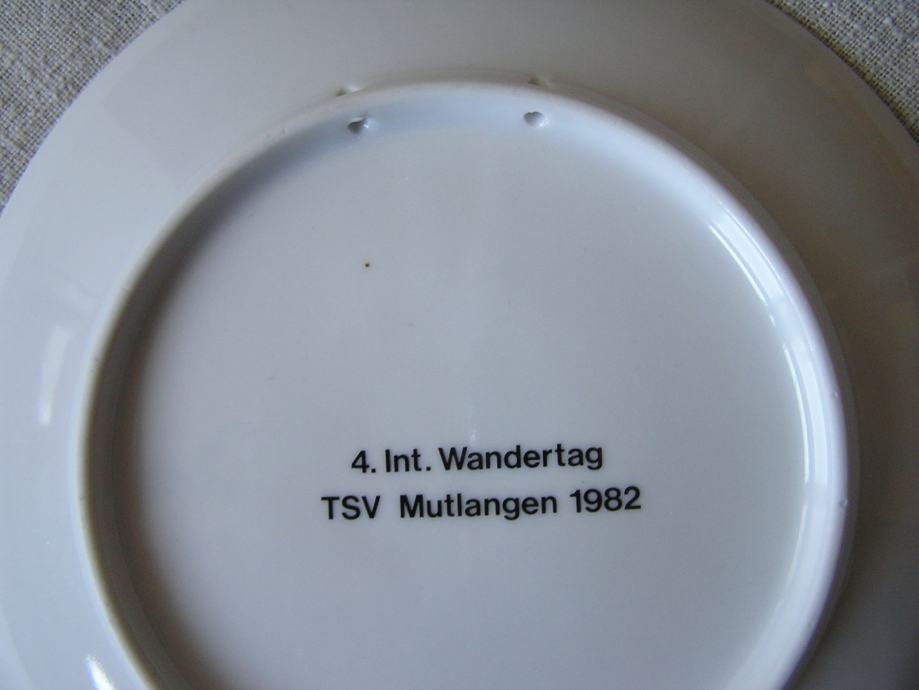 4. Int. Wandertag
TSV Mutlangen 1982